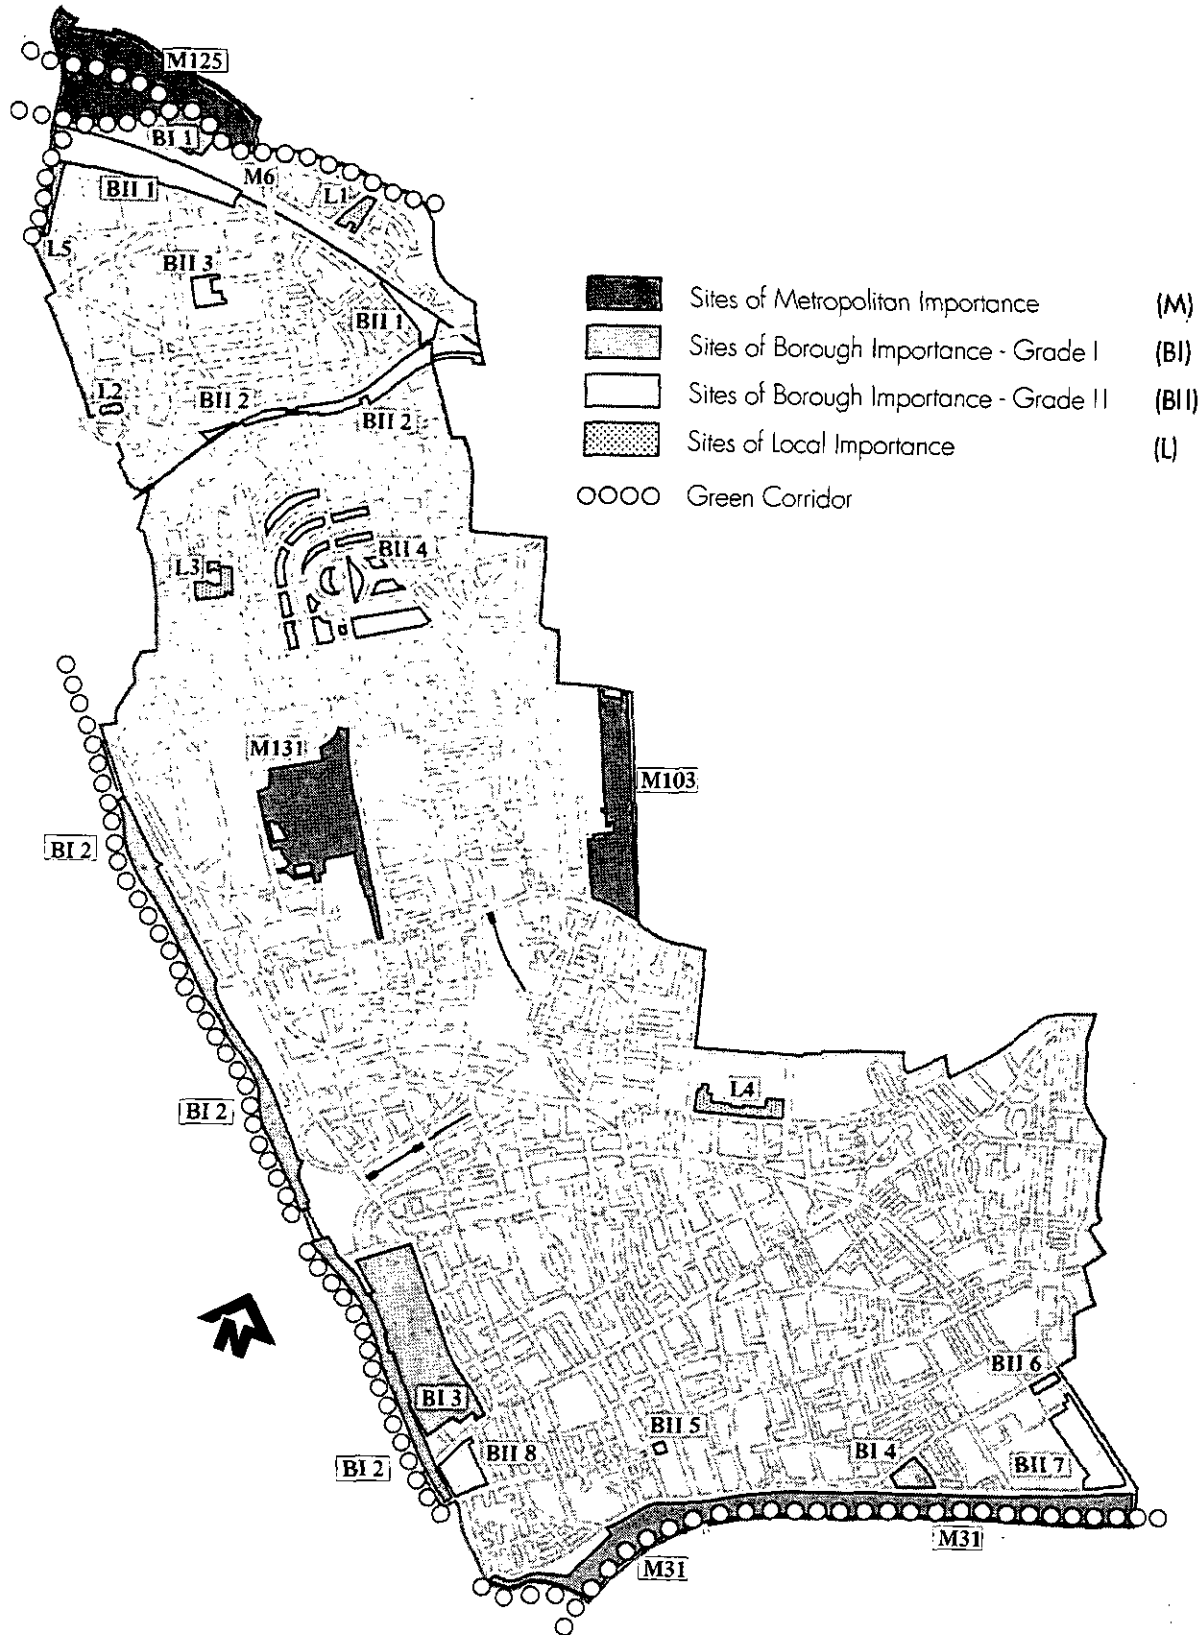 M125
BI 1
M6
BII 1
L1
L5
BII 3
BII 1
L2
BII 2
BII 2
Sites of Metropolitan Importance (M)
Sites of Borough Importance - Grade I (BI)
Sites of Borough Importance - Grade II (BII)
Sites of Local Importance (L)
Green Corridor
BII 4
L3
M131
M103
BI 2
BI 2
L4
N
BI 3
BII 6
BII 5
BII 8
BI 4
BII 7
BI 2
M31
M31